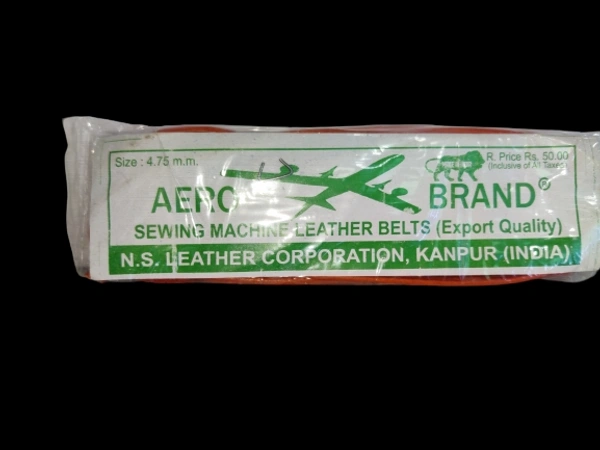 Size : 4.75 m.m.
R. Price Rs. 50.00
(Inclusive of All Taxes)
AERO BRAND®
SEWING MACHINE LEATHER BELTS (Export Quality)
N.S. LEATHER CORPORATION, KANPUR (INDIA)